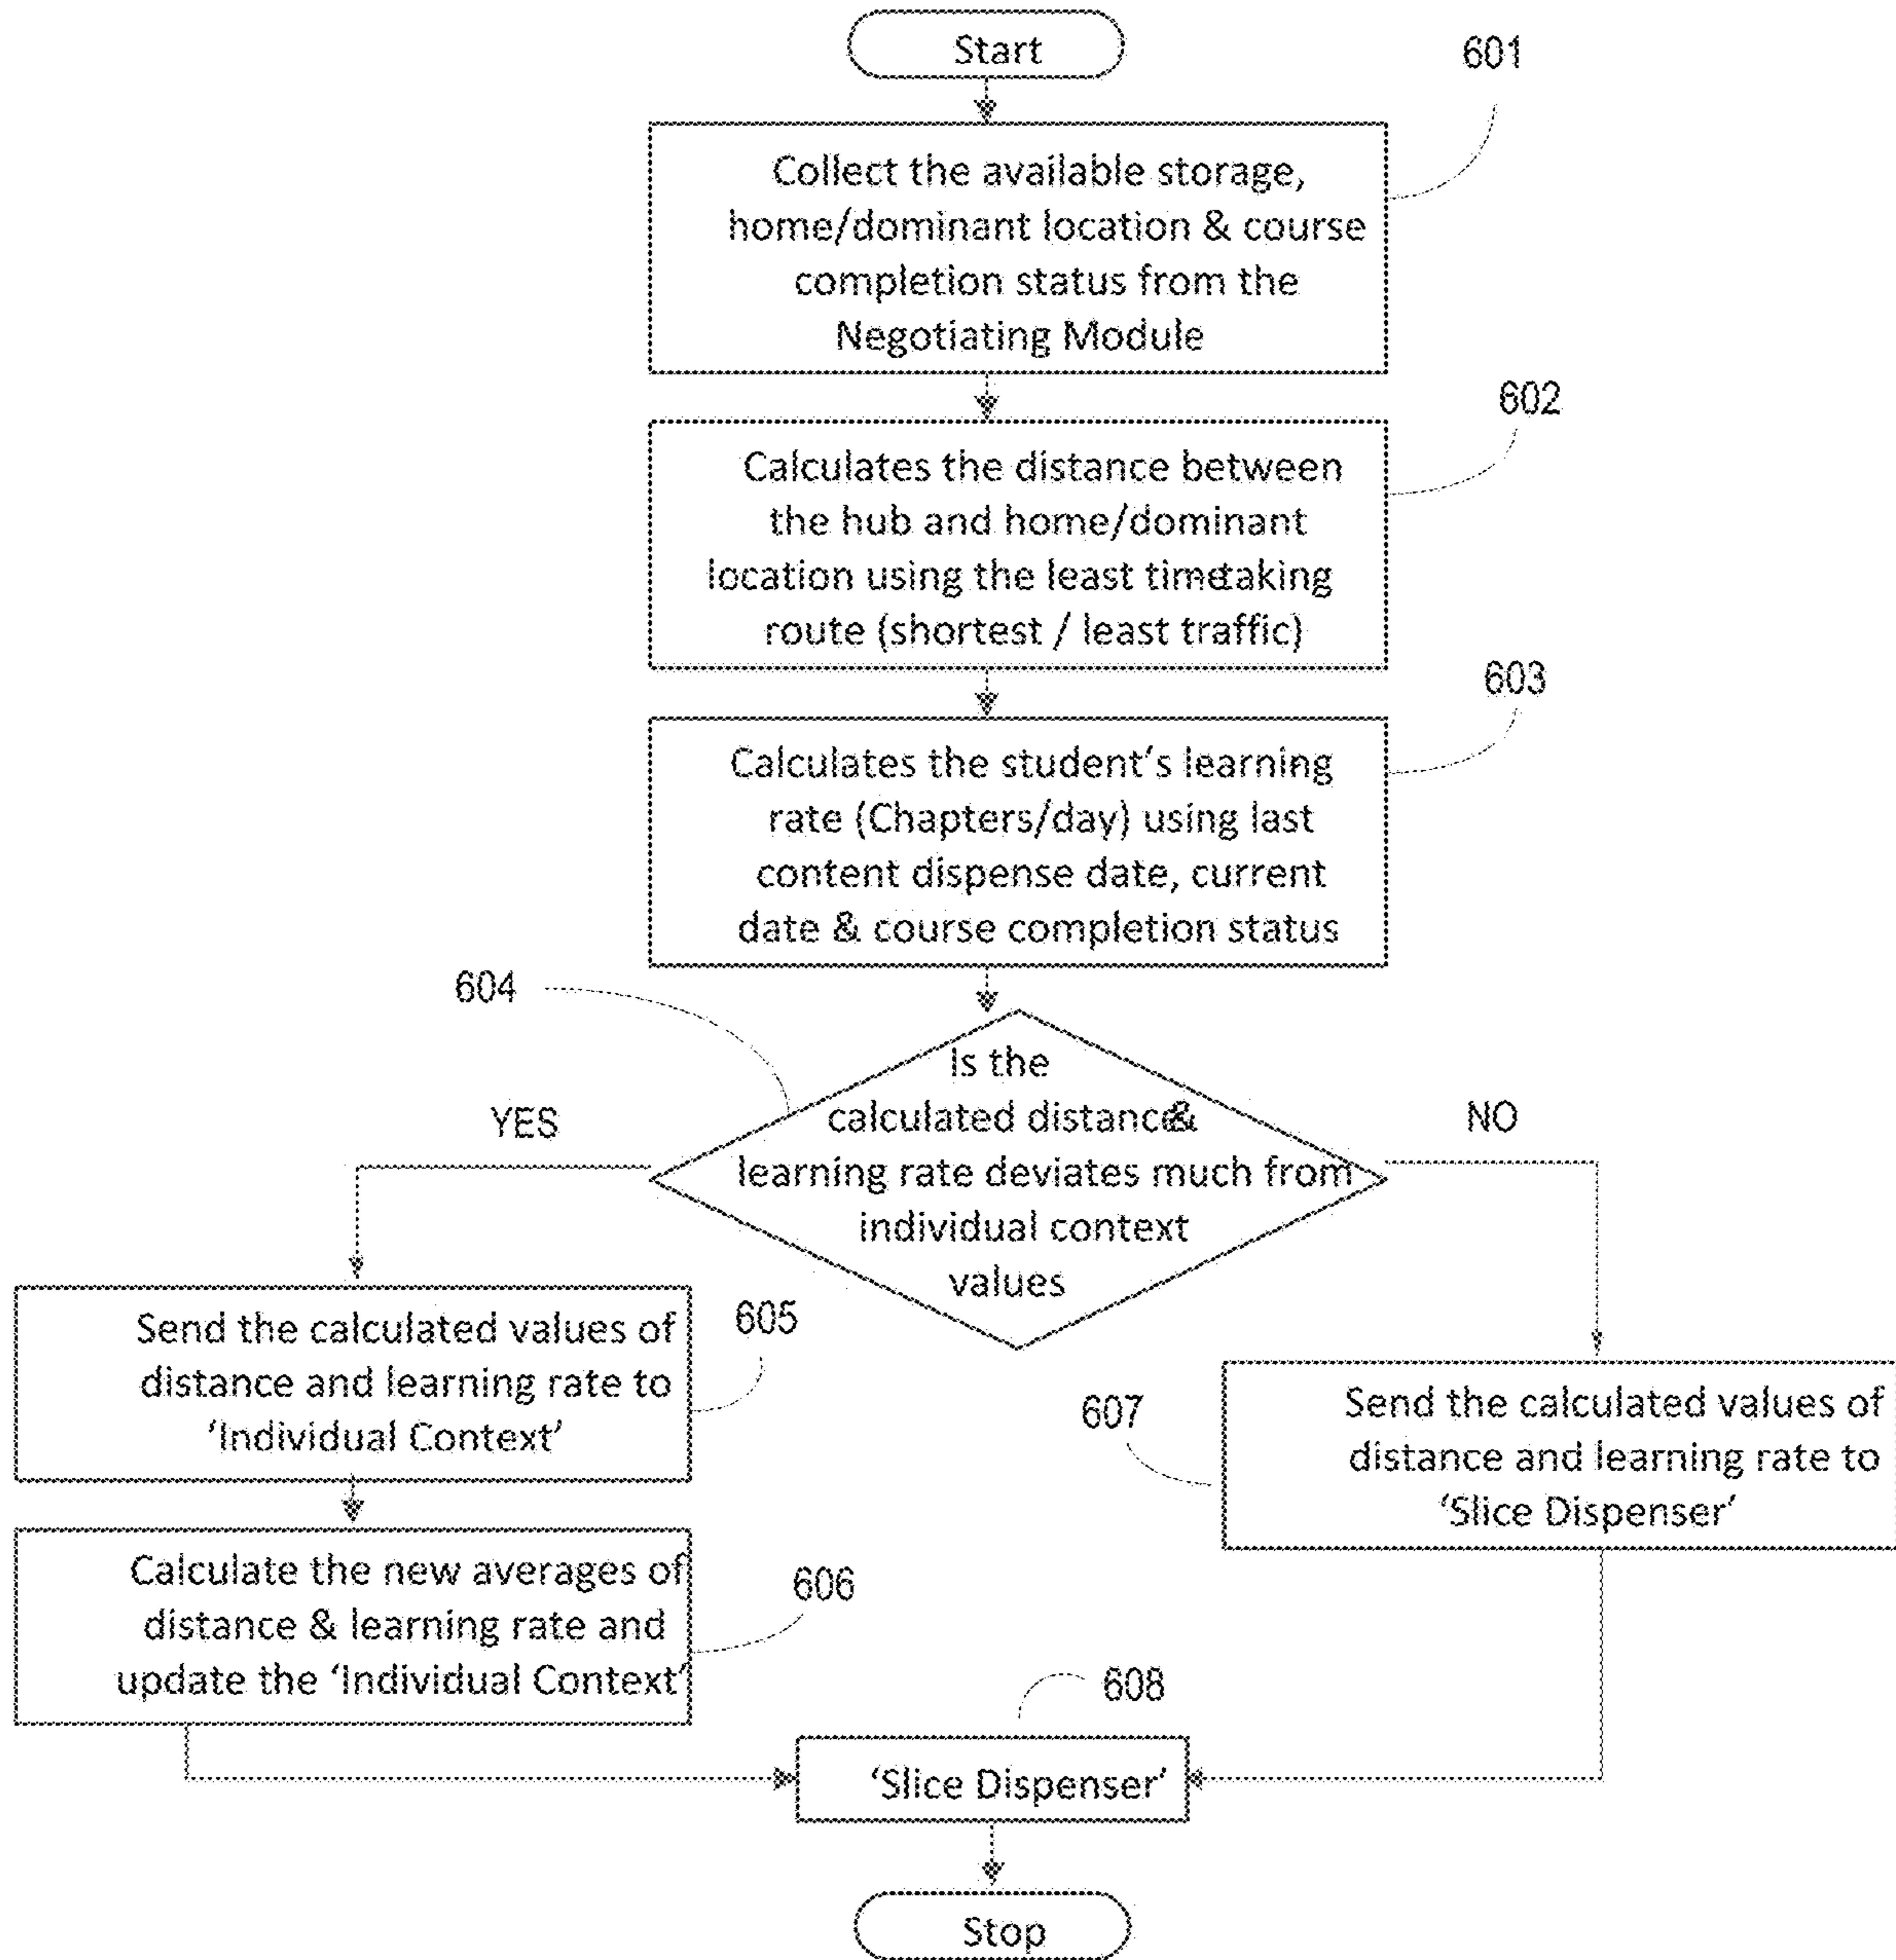 Start
601
Collect the available storage,
home/dominant location & course
completion status from the
Negotiating Module
602
Calculates the distance between
the hub and home/dominant
location using the least time-taking
route (shortest / least traffic)
603
Calculates the student's learning
rate (Chapters/day) using last
content dispense date, current
date & course completion status
604
Is the
calculated distance&
learning rate deviates much from
individual context
values
YES
NO
Send the calculated values of
distance and learning rate to
'Individual Context'
605
607
Send the calculated values of
distance and learning rate to
'Slice Dispenser'
Calculate the new averages of
distance & learning rate and
update the 'Individual Context'
606
608
'Slice Dispenser'
Stop